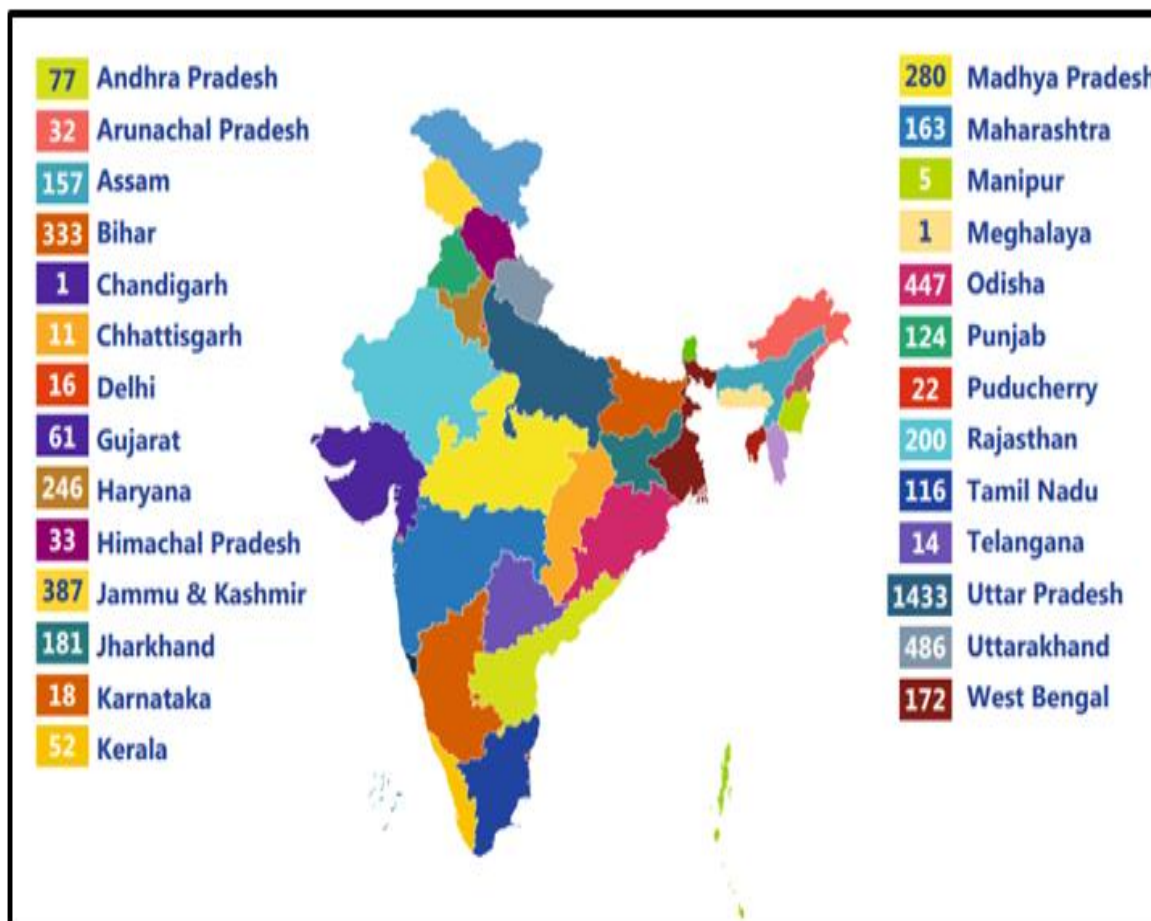 77 Andhra Pradesh
32 Arunachal Pradesh
157 Assam
333 Bihar
1 Chandigarh
11 Chhattisgarh
16 Delhi
61 Gujarat
246 Haryana
33 Himachal Pradesh
387 Jammu & Kashmir
181 Jharkhand
18 Karnataka
52 Kerala
280 Madhya Pradesh
163 Maharashtra
5 Manipur
1 Meghalaya
447 Odisha
124 Punjab
22 Puducherry
200 Rajasthan
116 Tamil Nadu
14 Telangana
1433 Uttar Pradesh
486 Uttarakhand
172 West Bengal